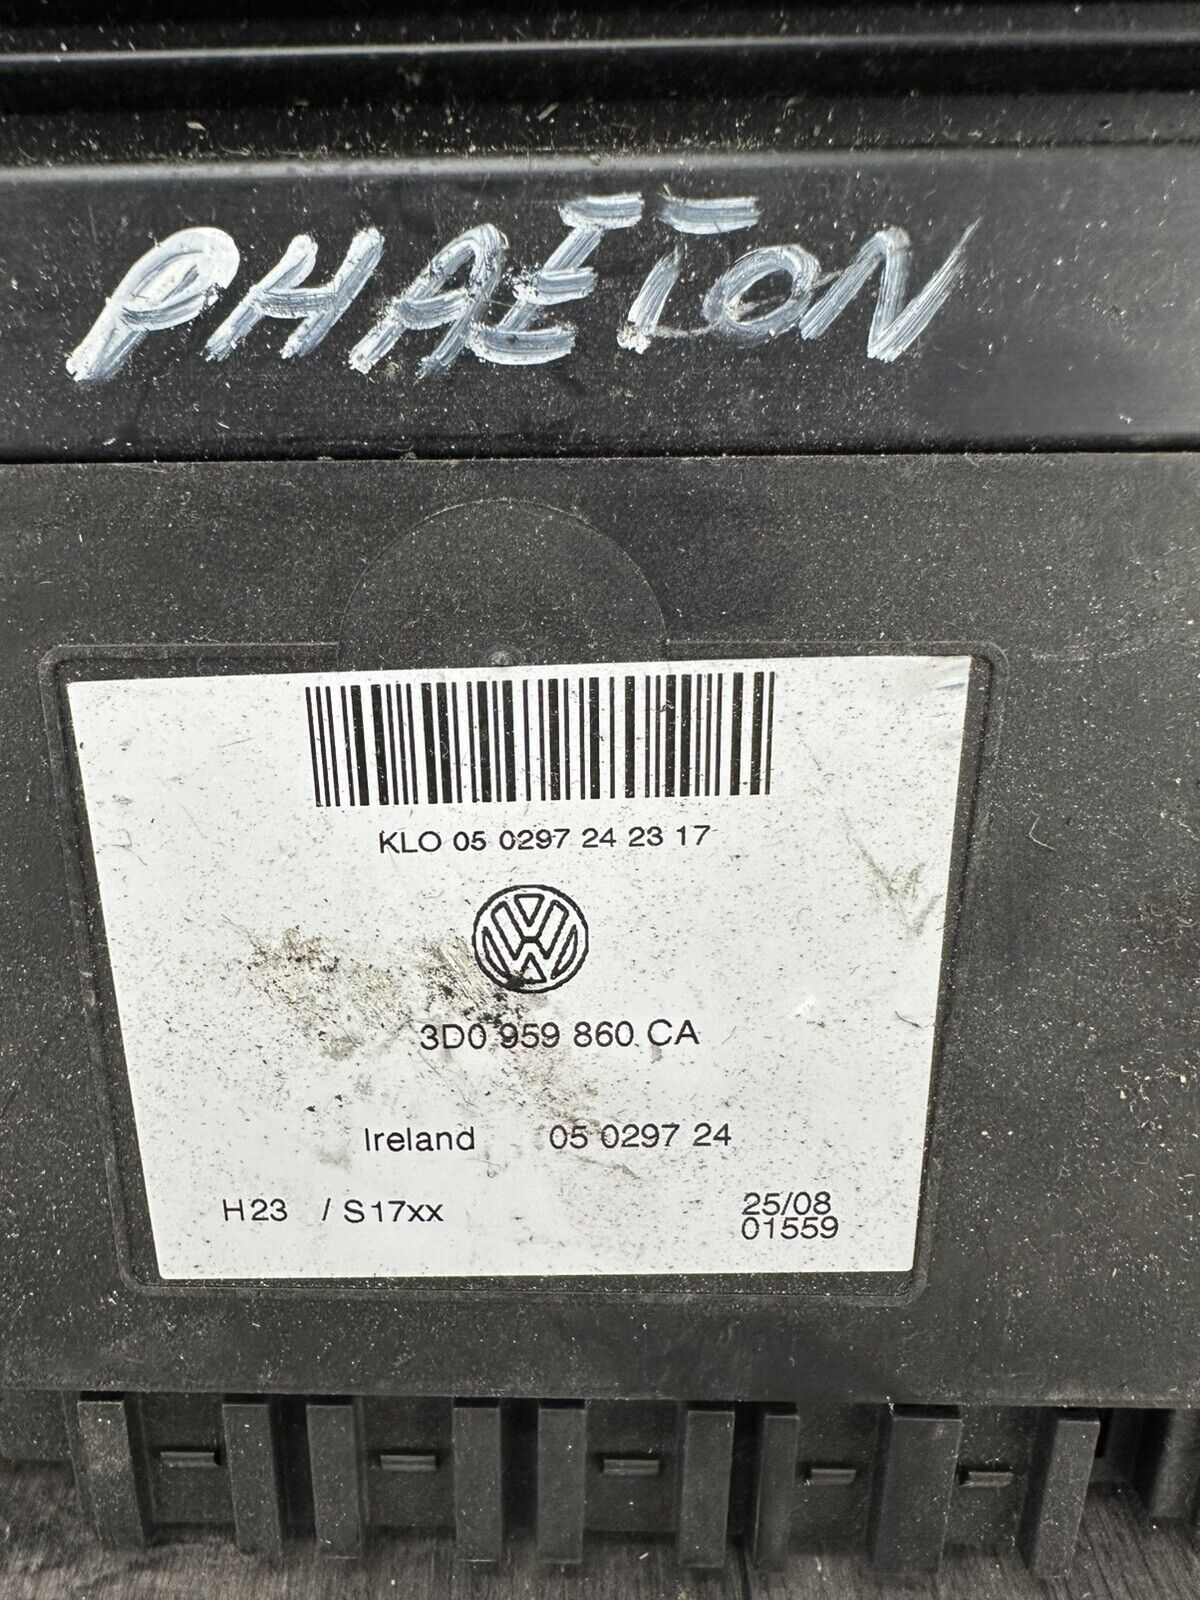 PHAETON
KLO 05 0297 24 23 17
3D0 959 860 CA
Ireland 05 0297 24
H23 / S17xx 25/08
01559